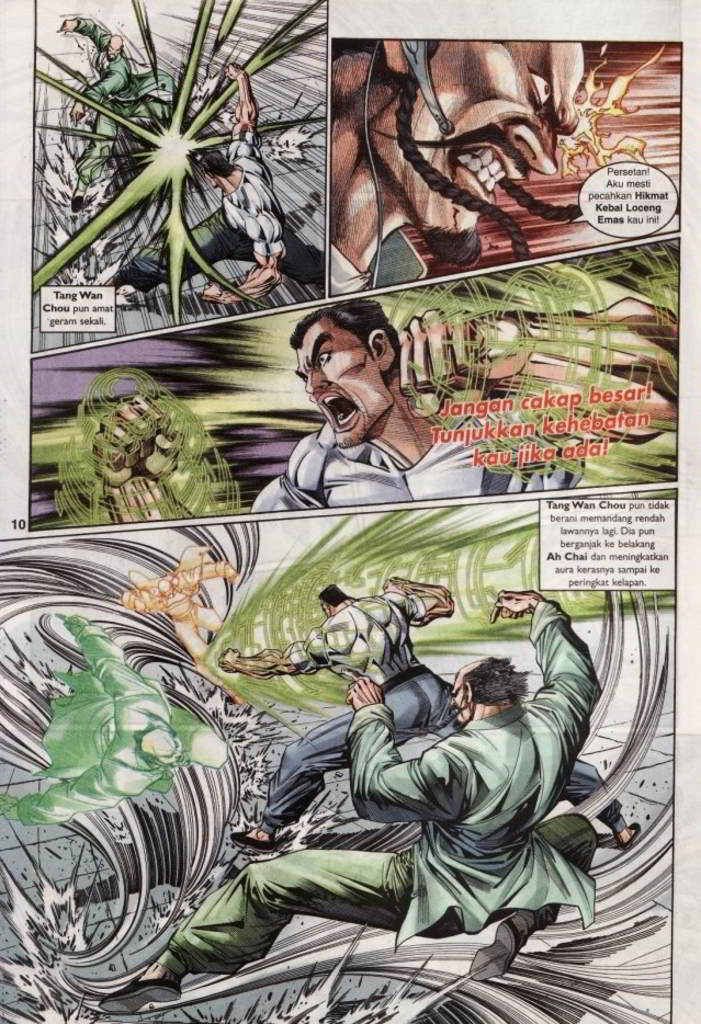 Tang Wan
Chou pun amat
geram sekali.
Persetan!
Aku mesti
pecahkan Hikmat
Kebal Loceng
Emas kau ini!
Jangan cakap besar!
Tunjukkan kehebatan
kau jika ada!
10
Tang Wan Chou pun tidak
berani memandang rendah
lawannya lagi. Dia pun
berganjak ke belakang
Ah Chai dan meningkatkan
aura kerasnya sampai ke
peringkat kelapan.